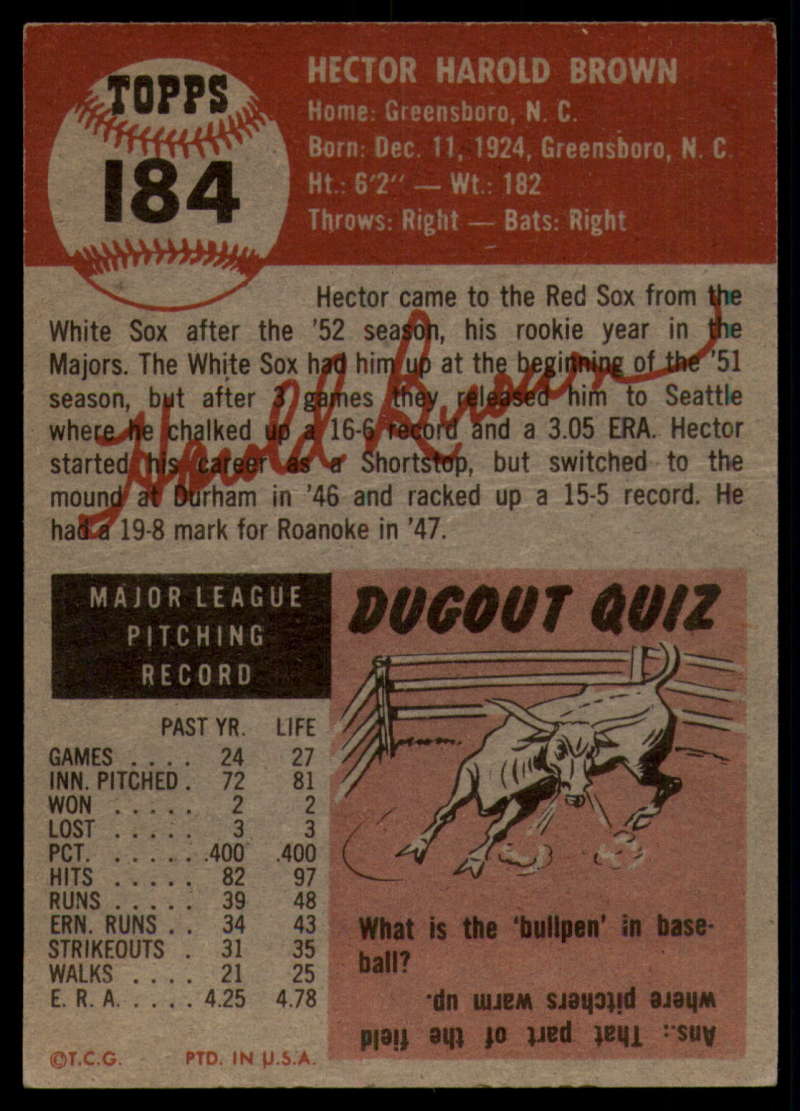 TOPPS
184
HECTOR HAROLD BROWN
Home: Greensboro, N. C.
Born: Dec. 11, 1924, Greensboro, N. C.
Ht.: 6'2" — Wt.: 182
Throws: Right — Bats: Right
Hector came to the Red Sox from the
White Sox after the '52 season, his rookie year in the
Majors. The White Sox had him up at the beginning of the '51
season, but after 3 games they released him to Seattle
where he chalked up a 16-6 record and a 3.05 ERA. Hector
started his career as a Shortstop, but switched to the
mound at Durham in '46 and racked up a 15-5 record. He
had a 19-8 mark for Roanoke in '47.
Harold Brown
MAJOR LEAGUE
PITCHING
RECORD
PAST YR. LIFE
GAMES . . . . 24 27
INN. PITCHED . 72 81
WON . . . . . 2 2
LOST . . . . . 3 3
PCT. . . . . . .400 .400
HITS . . . . . 82 97
RUNS . . . . . 39 48
ERN. RUNS . . 34 43
STRIKEOUTS . 31 35
WALKS . . . . 21 25
E. R. A. . . . . 4.25 4.78
©T.C.G. PTD. IN U.S.A.
DUGOUT QUIZ
What is the 'bullpen' in base-
ball?
Ans.: That part of the field
where pitchers warm up.